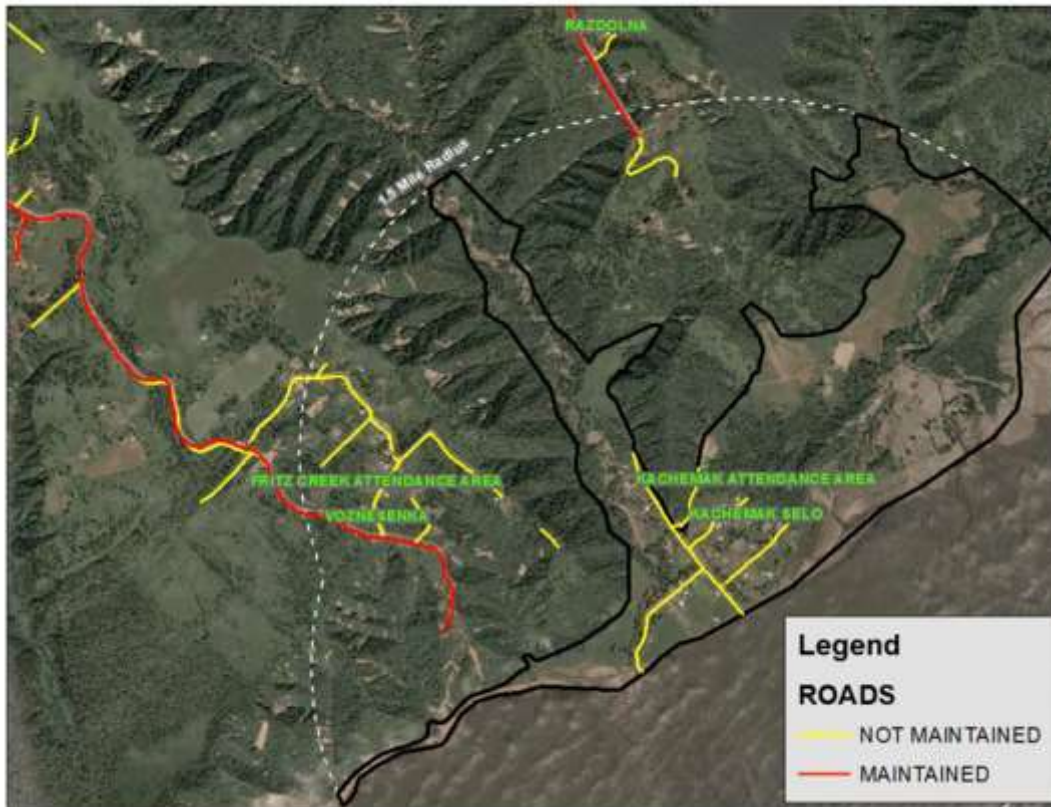 RAZDOLNA
1.5 Mile Radius
FRITZ CREEK ATTENDANCE AREA
VOZNESENKA
KACHEMAK ATTENDANCE AREA
KACHEMAK SELO
Legend
ROADS
NOT MAINTAINED
MAINTAINED